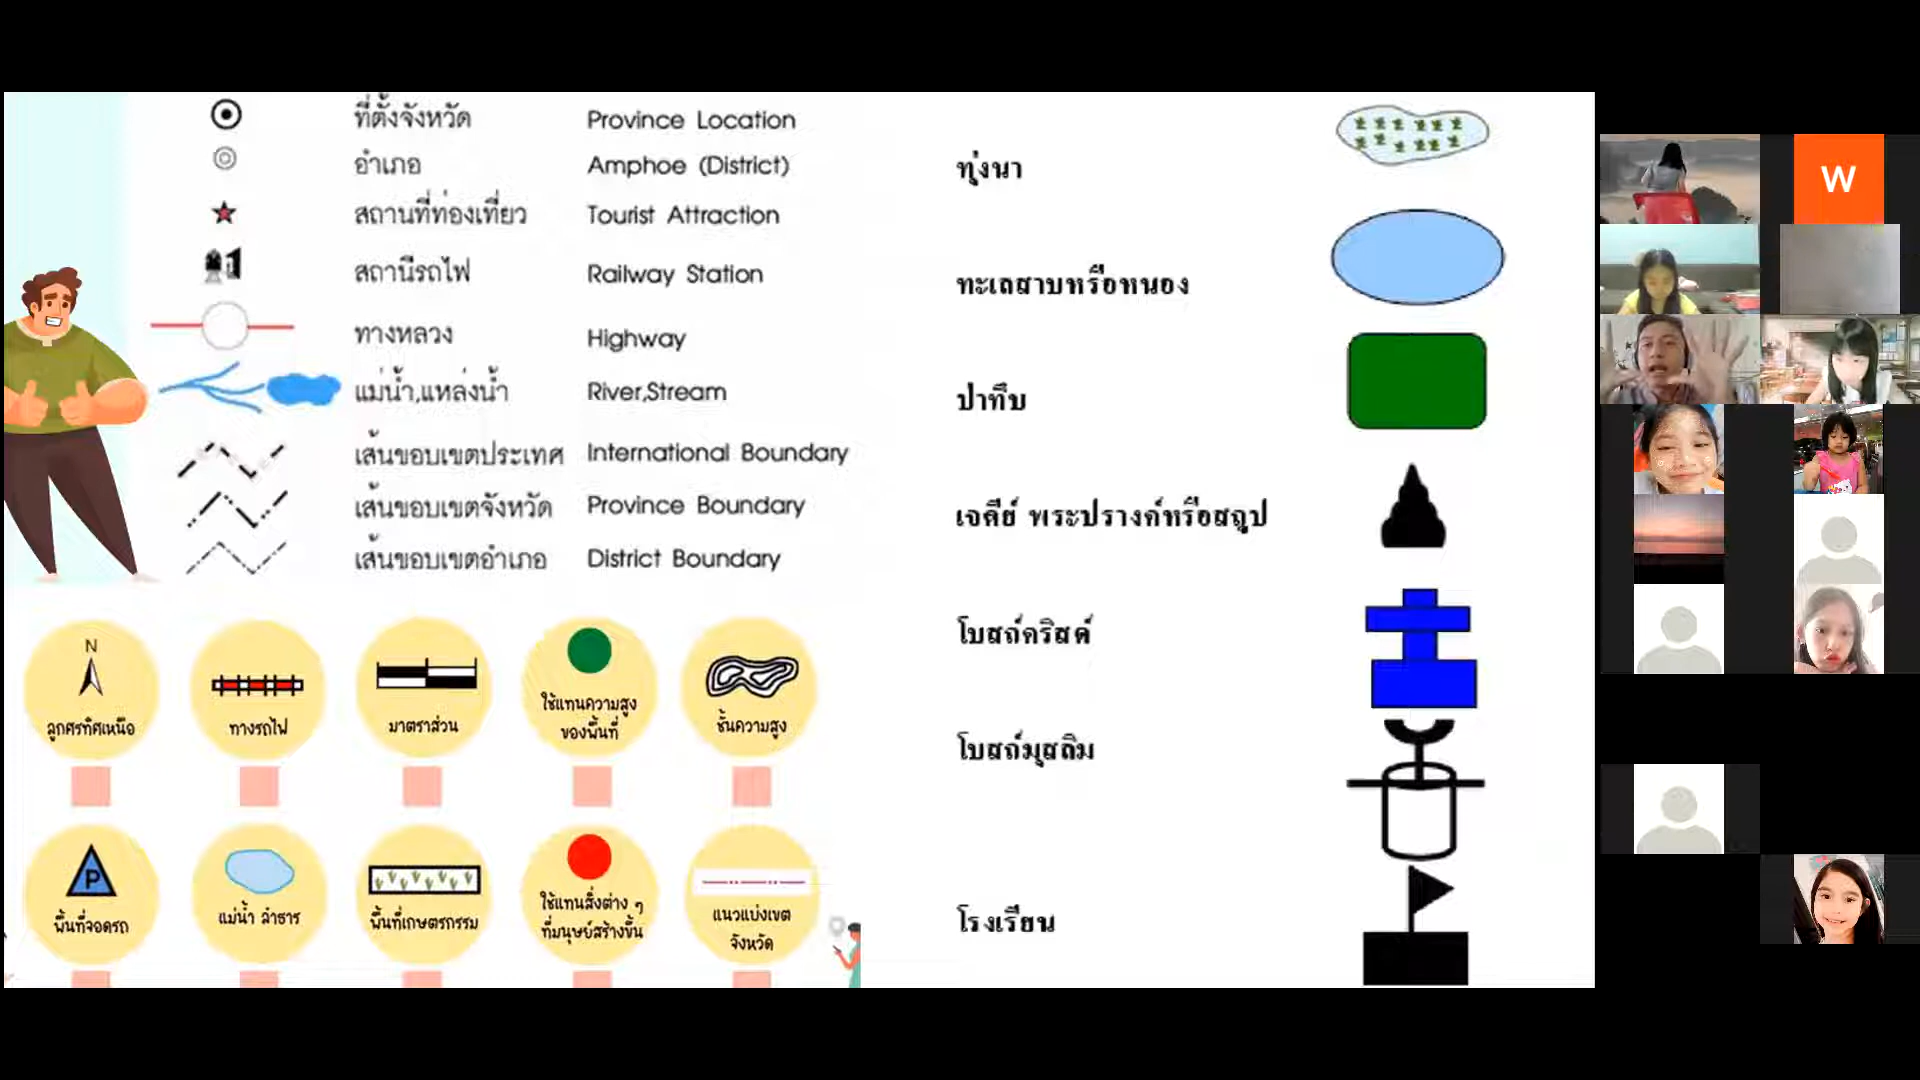 ที่ตั้งจังหวัด Province Location
อำเภอ Amphoe (District)
สถานที่ท่องเที่ยว Tourist Attraction
สถานีรถไฟ Railway Station
ทางหลวง Highway
แม่น้ำ,แหล่งน้ำ River,Stream
เส้นขอบเขตประเทศ International Boundary
เส้นขอบเขตจังหวัด Province Boundary
เส้นขอบเขตอำเภอ District Boundary
N
ลูกศรทิศเหนือ
ทางรถไฟ
มาตราส่วน
ใช้แทนความสูง
ของพื้นที่
ชั้นความสูง
P
พื้นที่จอดรถ
แม่น้ำ ลำธาร
พื้นที่เกษตรกรรม
ใช้แทนสิ่งต่าง ๆ
ที่มนุษย์สร้างขึ้น
แนวแบ่งเขต
จังหวัด
ทุ่งนา
ทะเลสาบหรือหนอง
ป่าทึบ
เจดีย์ พระปรางค์หรือสถูป
โบสถ์คริสต์
โบสถ์มุสลิม
โรงเรียน
W